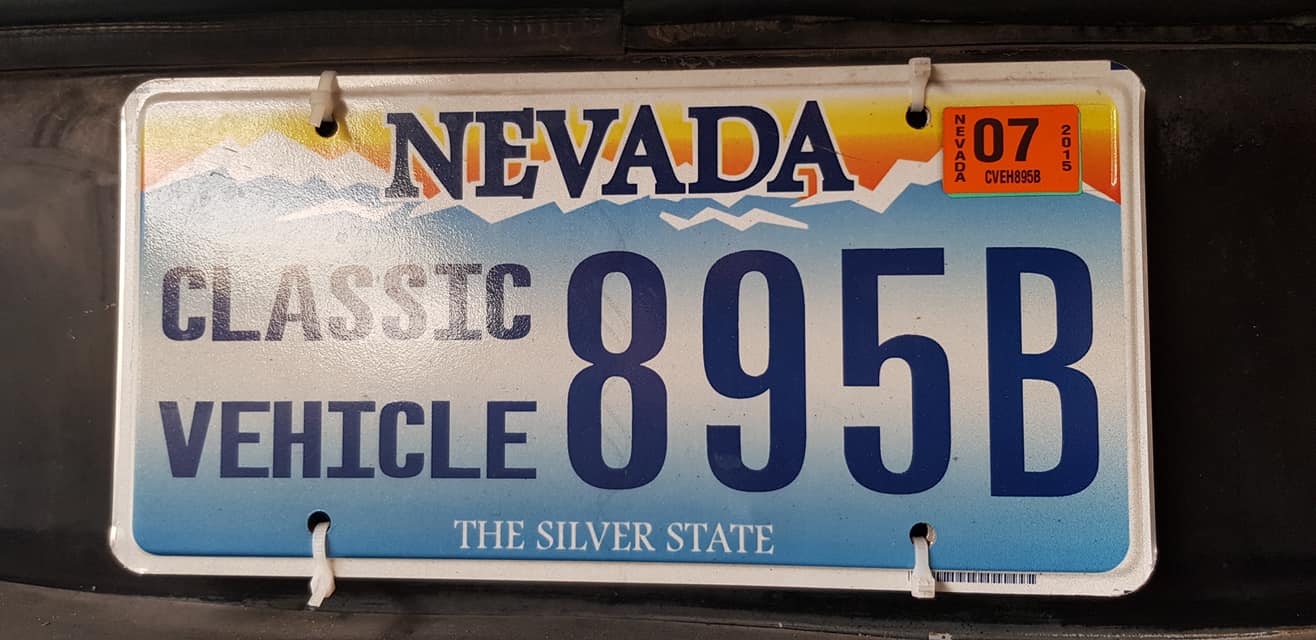 NEVADA
NEVADA
07
2015
CVEH895B
CLASSIC
VEHICLE
895B
THE SILVER STATE